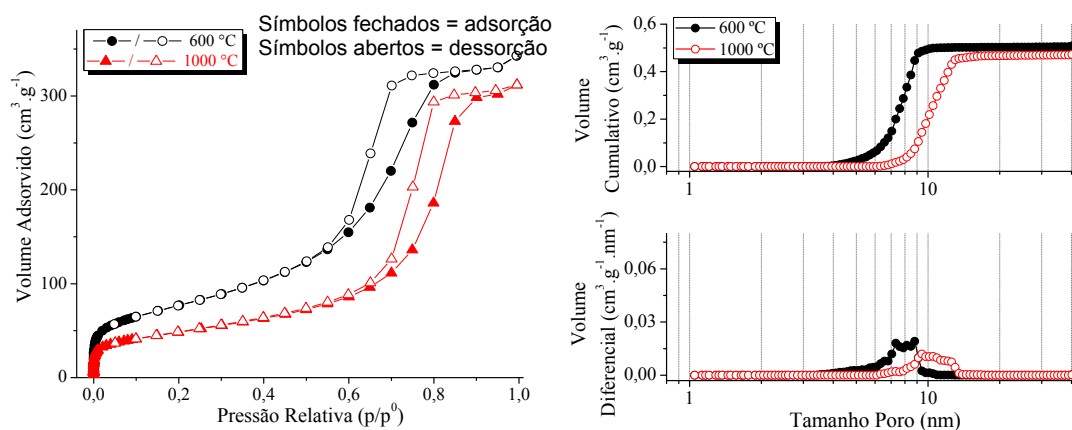 Símbolos fechados = adsorção
Símbolos abertos = dessorção
/ 600 °C
/ 1000 °C
300
200
100
0
Volume Adsorvido (cm³.g⁻¹)
0,0 0,2 0,4 0,6 0,8 1,0
Pressão Relativa (p/p⁰)
600 ºC
1000 ºC
0,6
0,4
0,2
0,0
Volume
Cumulativo (cm³.g⁻¹)
1 10
0,06
0,03
0,00
Volume
Diferencial (cm³.g⁻¹.nm⁻¹)
1 10
Tamanho Poro (nm)